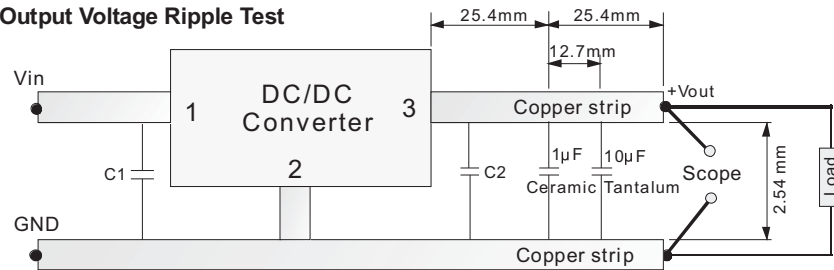 Output Voltage Ripple Test
25.4mm
25.4mm
12.7mm
Vin
+Vout
1
DC/DC
Converter
3
Copper strip
C1
2
C2
1µF
10µF
Ceramic Tantalum
Scope
2.54 mm
Load
GND
Copper strip